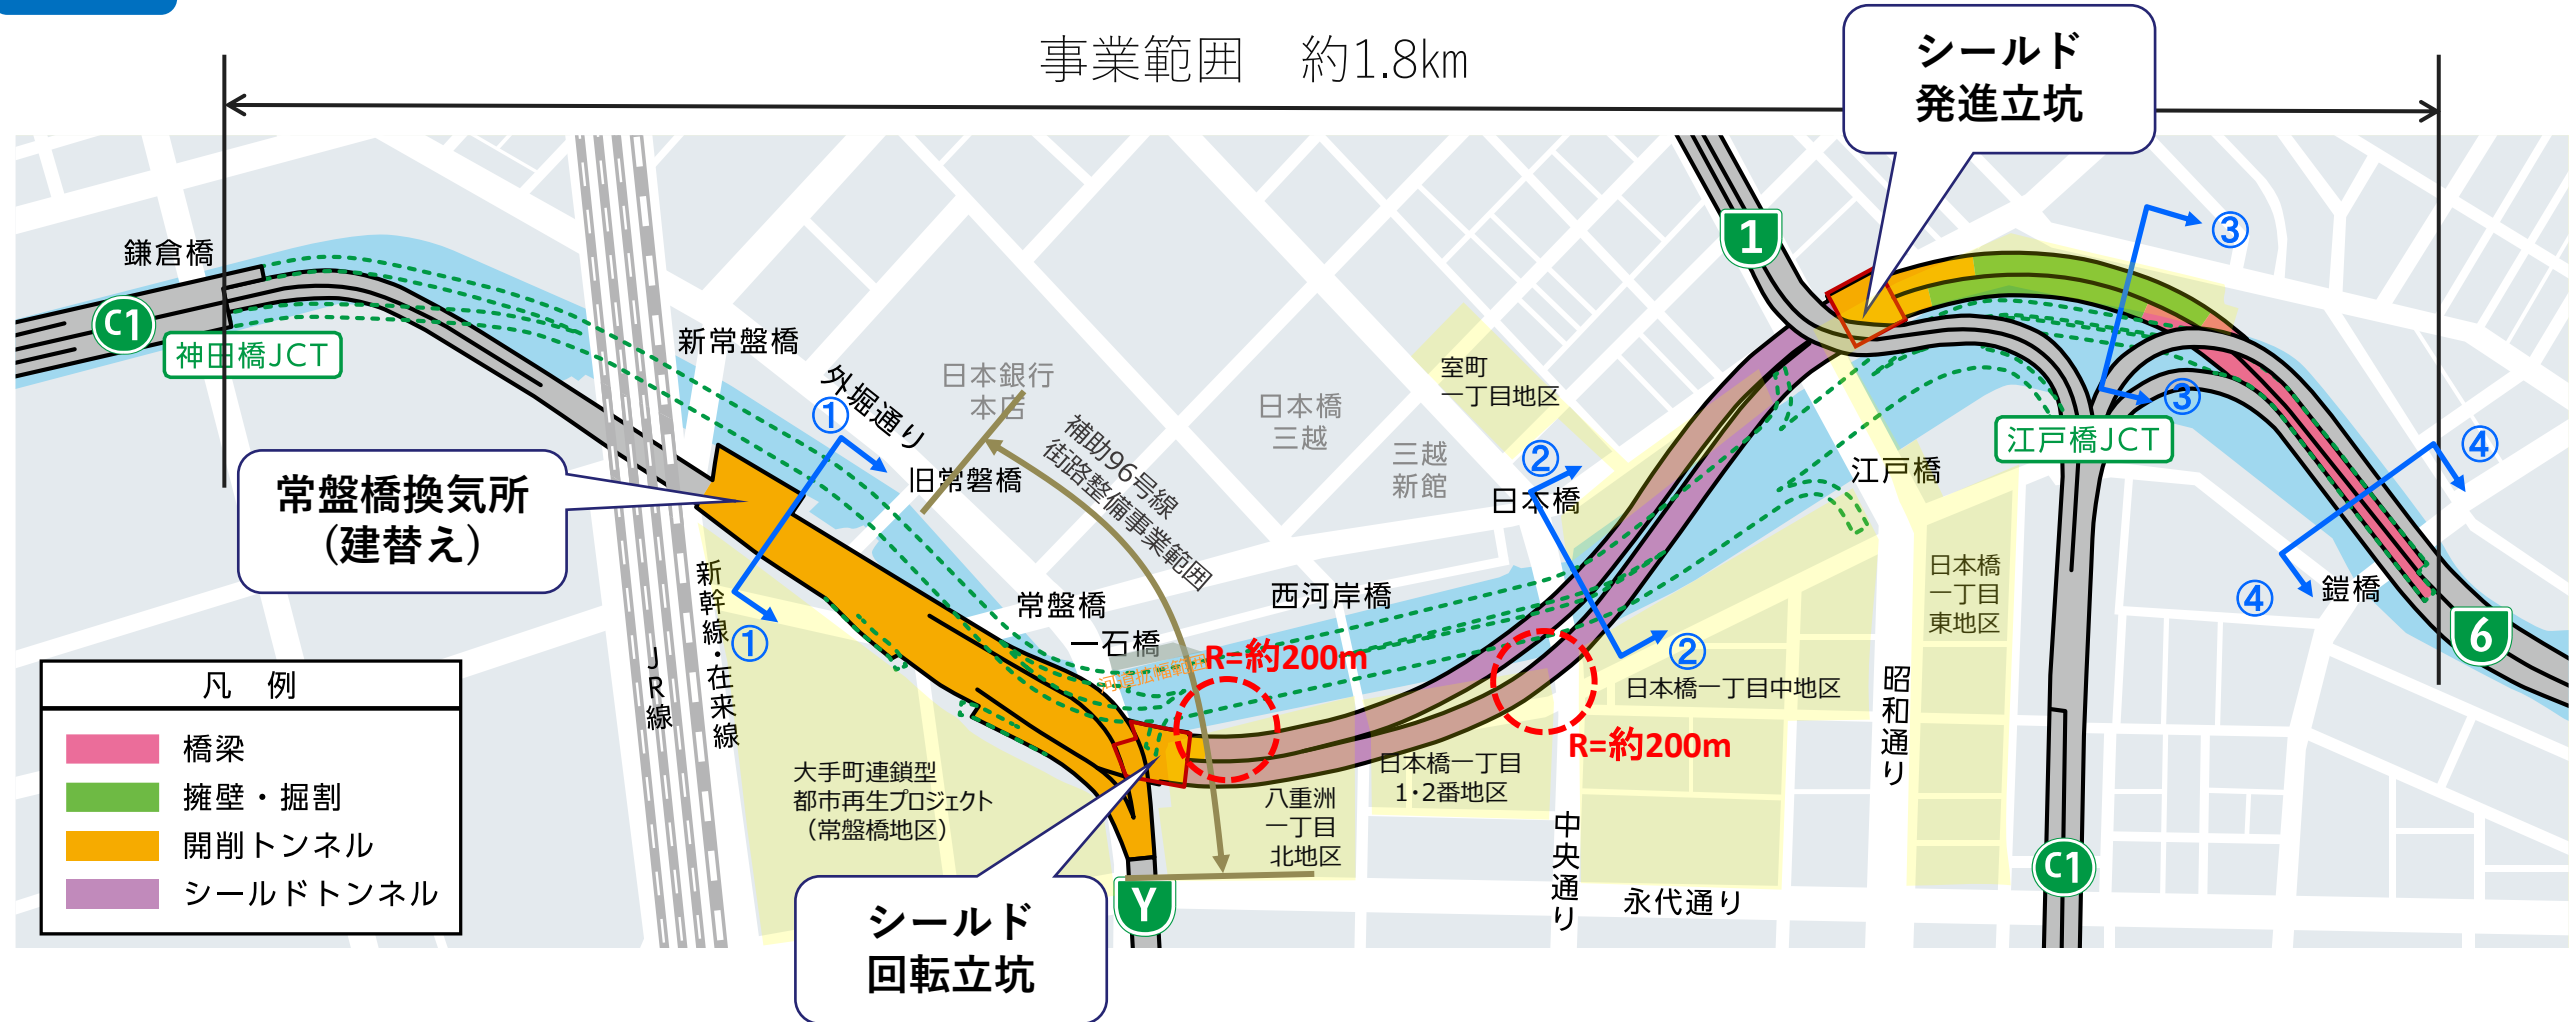 事業範囲　約1.8km
シールド
発進立坑
鎌倉橋
C1
神田橋JCT
新常盤橋
外堀通り
日本銀行
本店
旧常磐橋
補助96号線
街路整備事業範囲
日本橋
三越
三越
新館
室町
一丁目地区
1
③
③
江戸橋JCT
江戸橋
日本橋
②
②
①
①
④
④
鎧橋
6
常盤橋換気所
(建替え)
新幹線・在来線
JR線
常盤橋
一石橋
西河岸橋
河道拡幅範囲
R=約200m
R=約200m
日本橋
一丁目
東地区
日本橋一丁目中地区
昭和通り
日本橋一丁目
1・2番地区
八重洲
一丁目
北地区
中央通り
永代通り
C1
Y
大手町連鎖型
都市再生プロジェクト
（常盤橋地区）
シールド
回転立坑
凡　例
橋梁
擁壁・掘割
開削トンネル
シールドトンネル